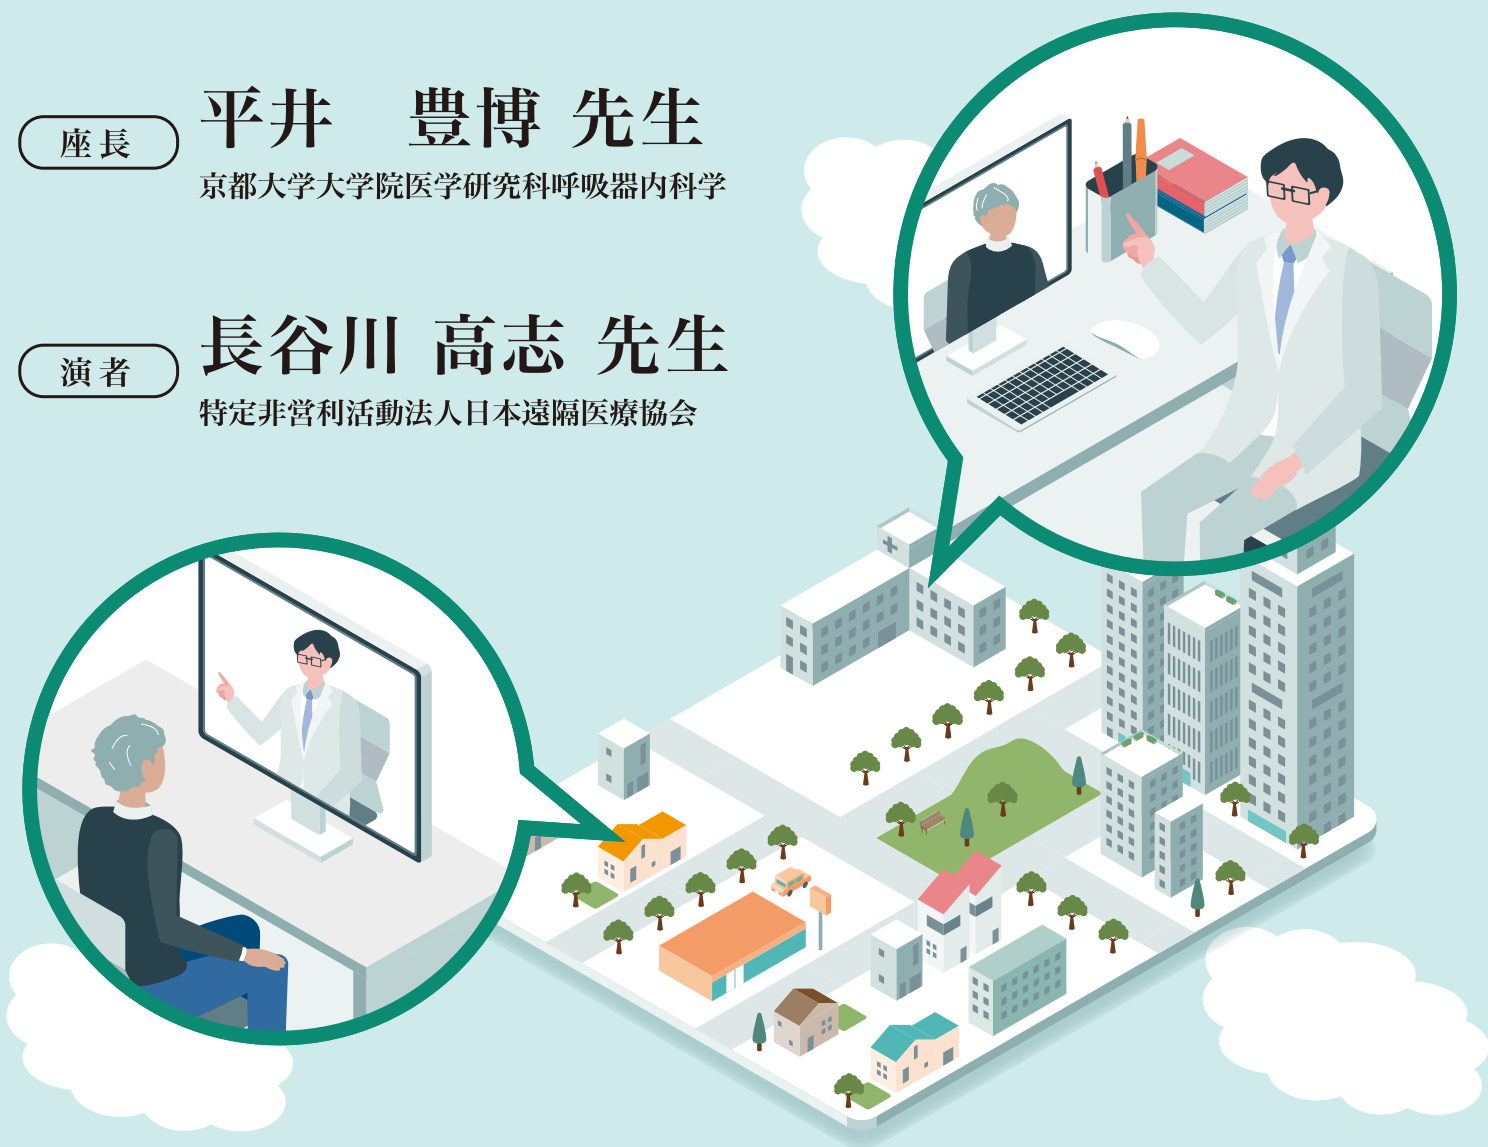 座長
平井　豊博 先生
京都大学大学院医学研究科呼吸器内科学
演者
長谷川 高志 先生
特定非営利活動法人日本遠隔医療協会